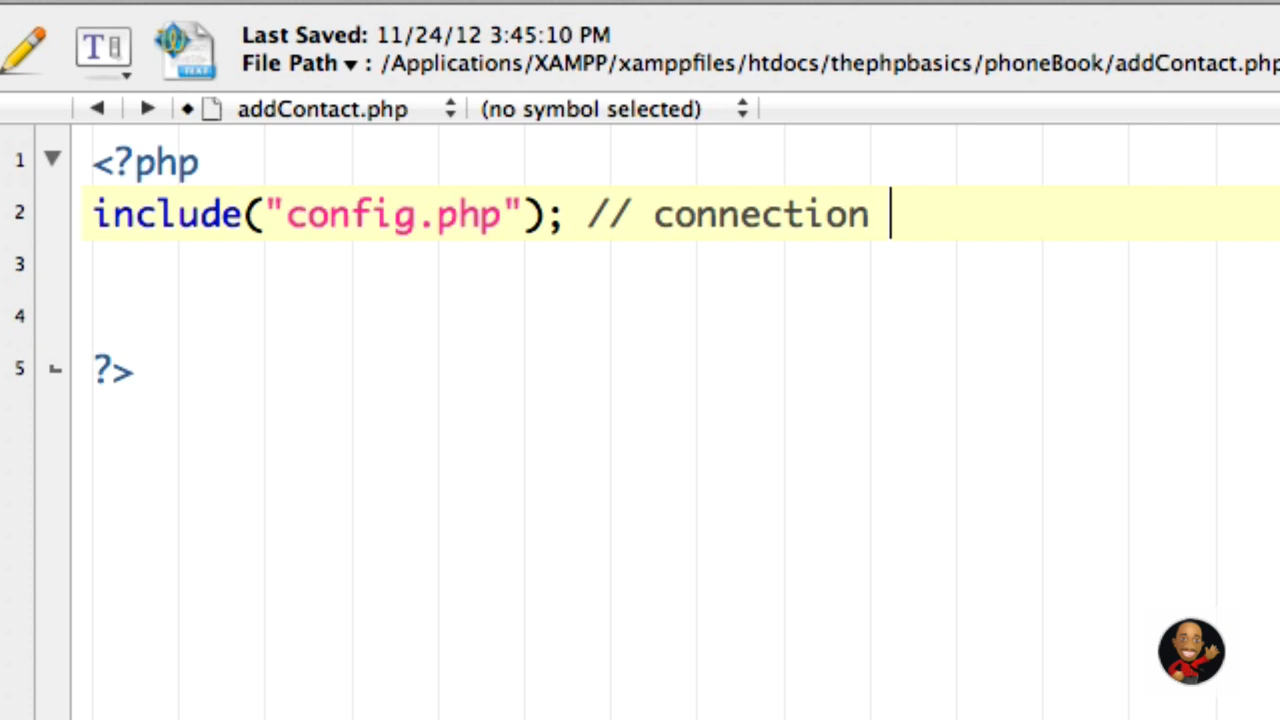 Last Saved: 11/24/12 3:45:10 PM
File Path ▾ : /Applications/XAMPP/xamppfiles/htdocs/thephpbasics/phoneBook/addContact.php
addContact.php (no symbol selected)
1 <?php
2 include("config.php"); // connection
3
4
5 ?>